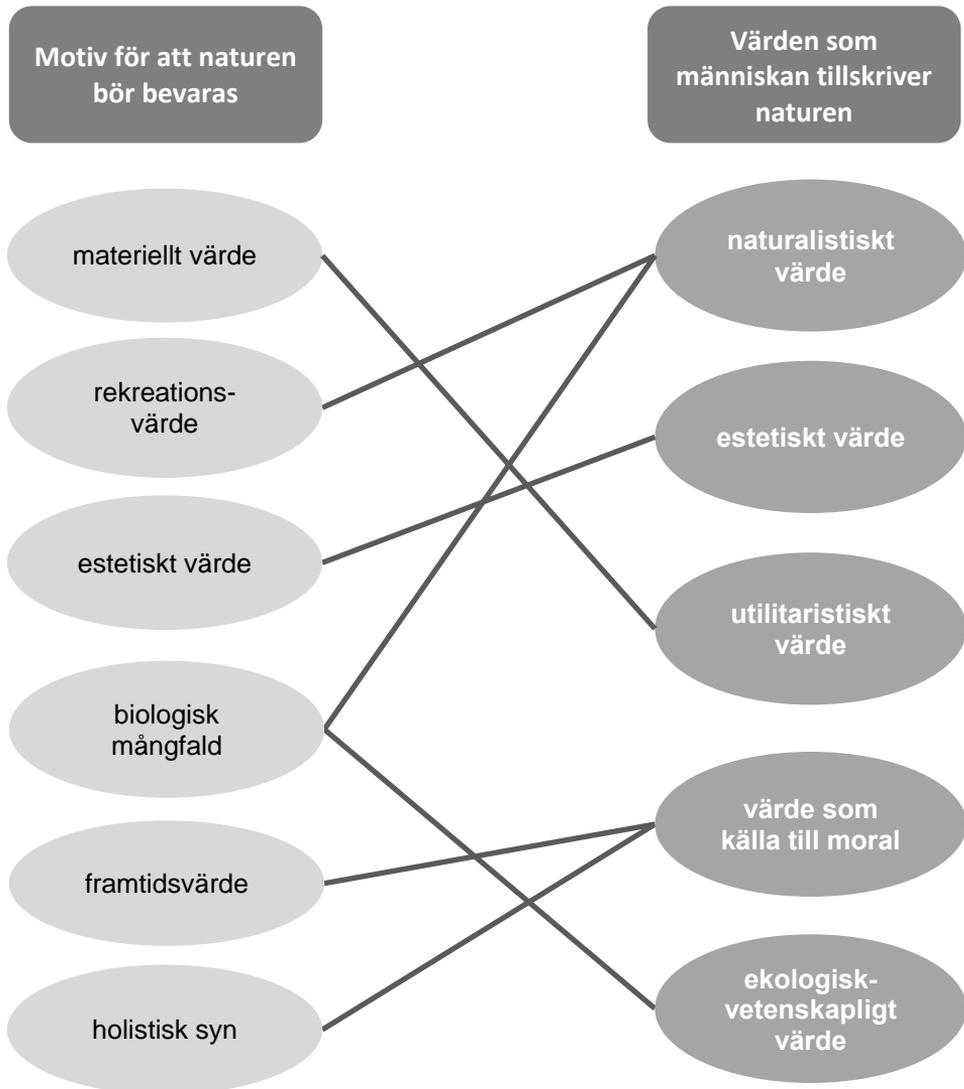 Motiv för att naturen
bör bevaras
Värden som
människan tillskriver
naturen
materiellt värde
rekreations-
värde
estetiskt värde
biologisk
mångfald
framtidsvärde
holistisk syn
naturalistiskt
värde
estetiskt värde
utilitaristiskt
värde
värde som
källa till moral
ekologisk-
vetenskapligt
värde